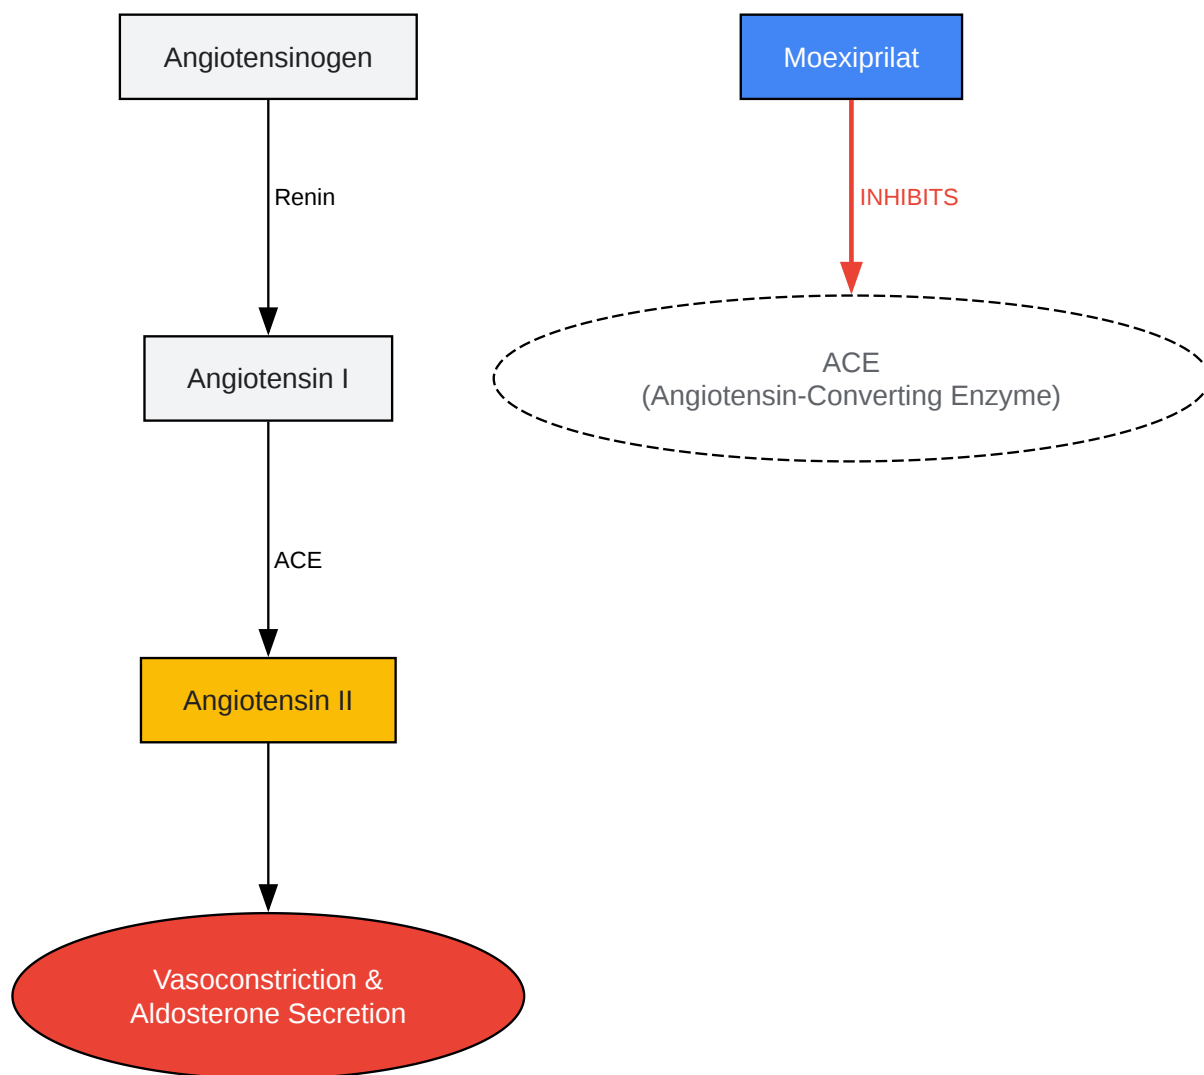 Angiotensinogen
Moexiprilat
Renin
INHIBITS
Angiotensin I
ACE
(Angiotensin-Converting Enzyme)
ACE
Angiotensin II
Vasoconstriction &
Aldosterone Secretion